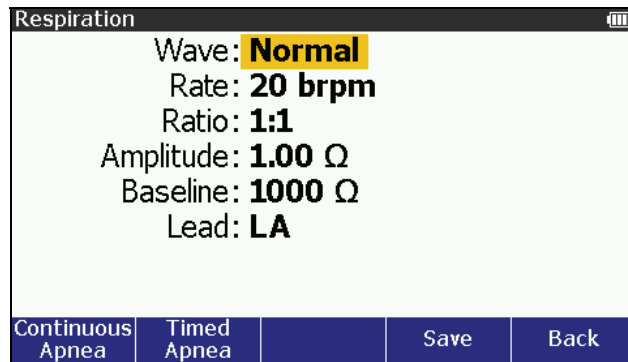 Respiration
Wave: Normal
Rate: 20 brpm
Ratio: 1:1
Amplitude: 1.00 Ω
Baseline: 1000 Ω
Lead: LA
Continuous Apnea
Timed Apnea
Save
Back